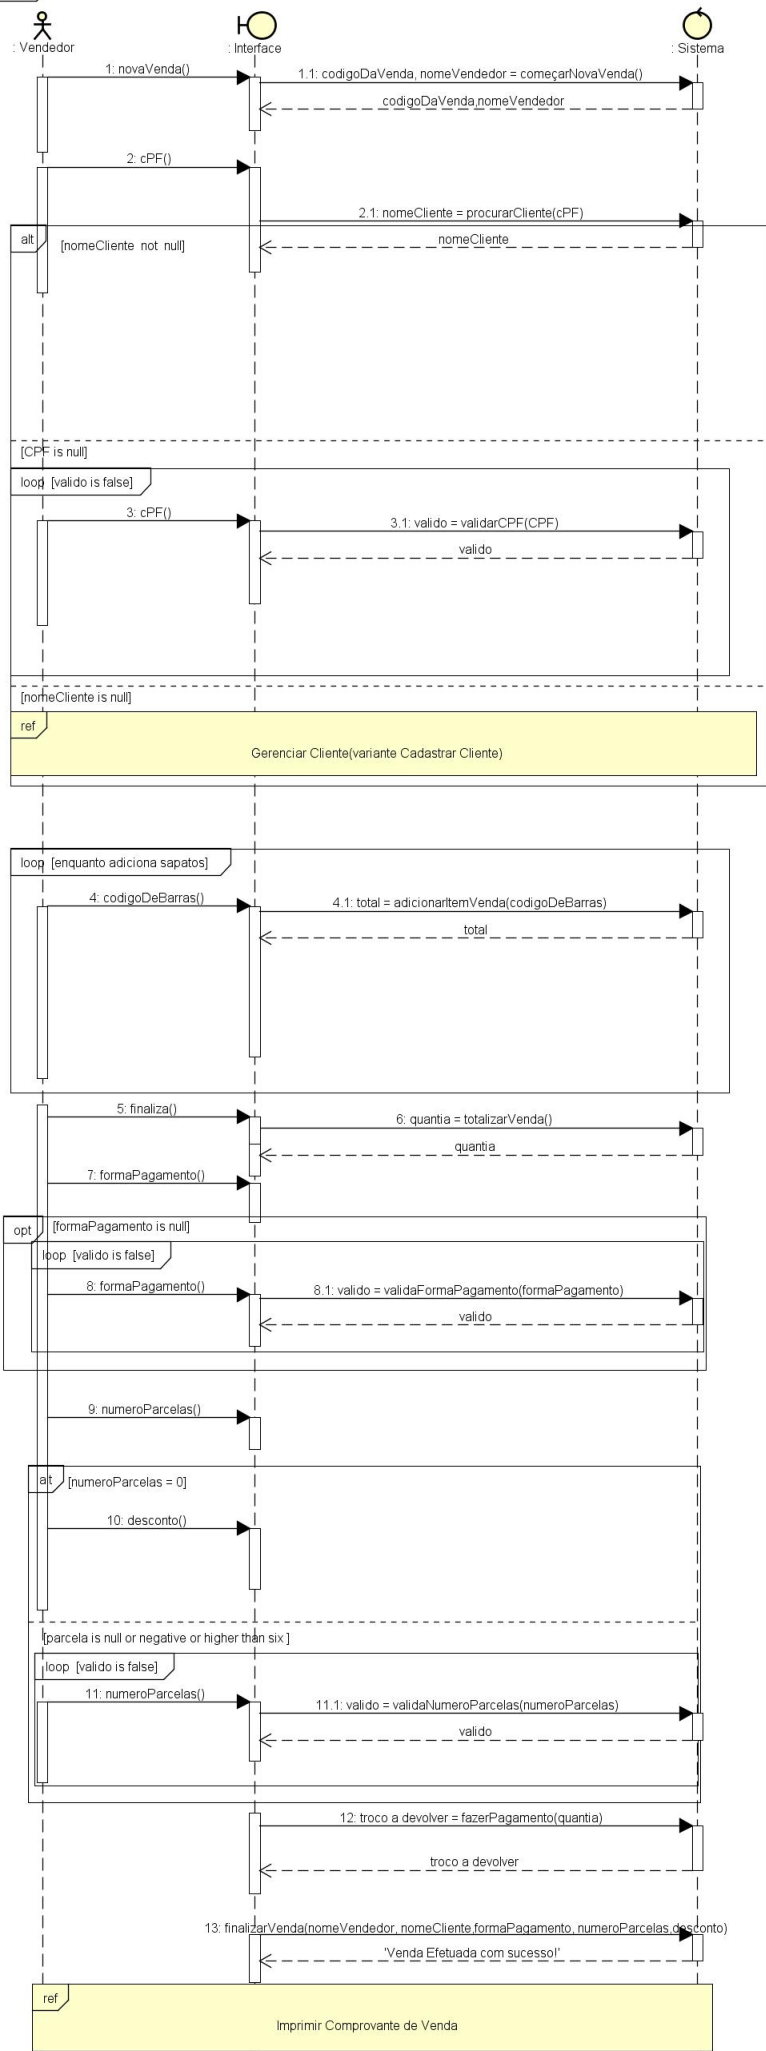 : Vendedor
: Interface
: Sistema
1: novaVenda()
1.1: codigoDaVenda, nomeVendedor = começarNovaVenda()
codigoDaVenda,nomeVendedor
2: cPF()
2.1: nomeCliente = procurarCliente(cPF)
alt
[nomeCliente not null]
nomeCliente
[CPF is null]
loop [valido is false]
3: cPF()
3.1: valido = validarCPF(CPF)
valido
[nomeCliente is null]
ref
Gerenciar Cliente(variante Cadastrar Cliente)
loop [enquanto adiciona sapatos]
4: codigoDeBarras()
4.1: total = adicionarItemVenda(codigoDeBarras)
total
5: finaliza()
6: quantia = totalizarVenda()
quantia
7: formaPagamento()
opt
[formaPagamento is null]
loop [valido is false]
8: formaPagamento()
8.1: valido = validaFormaPagamento(formaPagamento)
valido
9: numeroParcelas()
alt
[numeroParcelas = 0]
10: desconto()
[parcela is null or negative or higher than six ]
loop [valido is false]
11: numeroParcelas()
11.1: valido = validaNumeroParcelas(numeroParcelas)
valido
12: troco a devolver = fazerPagamento(quantia)
troco a devolver
13: finalizarVenda(nomeVendedor, nomeCliente,formaPagamento, numeroParcelas,desconto)
'Venda Efetuada com sucesso!'
ref
Imprimir Comprovante de Venda